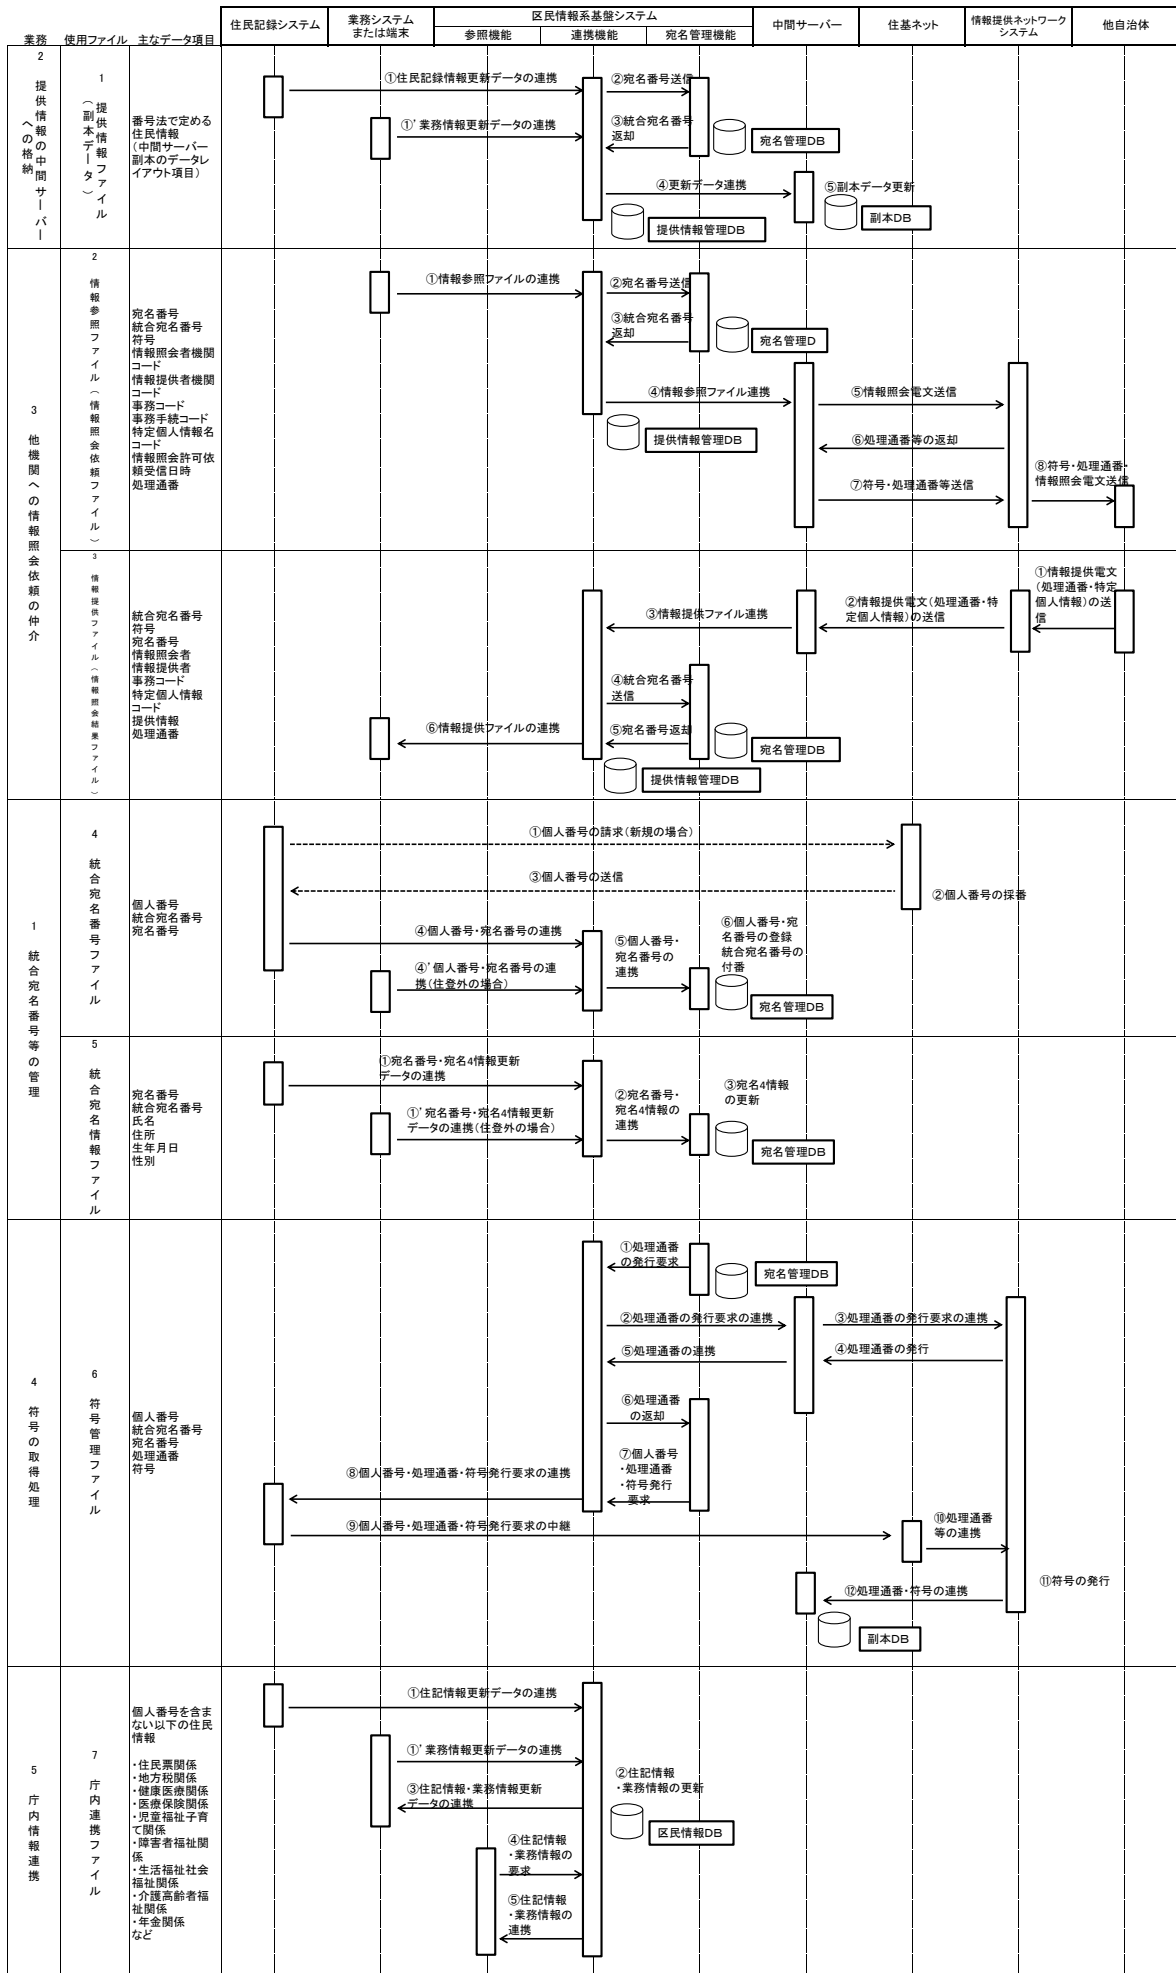 業務
使用ファイル
主なデータ項目
住民記録システム
業務システム
または端末
区民情報系基盤システム
参照機能
連携機能
宛名管理機能
中間サーバー
住基ネット
情報提供ネットワーク
システム
他自治体
2 提供情報の中間サーバー
への格納
1 提供情報ファイル
(副本データ)
番号法で定める
住民情報
(中間サーバー
副本のデータレ
イアウト項目)
①住民記録情報更新データの連携
①’業務情報更新データの連携
②宛名番号送信
③統合宛名番号
返却
宛名管理DB
④更新データ連携
⑤副本データ更新
提供情報管理DB
副本DB
3 他機関への情報照会依頼の仲介
2 情報参照ファイル(情報照会依頼ファイル)
宛名番号
統合宛名番号
符号
情報照会者機関
コード
情報提供者機関
コード
事務コード
事務手続コード
特定個人情報名
コード
情報照会許可依
頼受信日時
処理通番
①情報参照ファイルの連携
②宛名番号送信
③統合宛名番号
返却
宛名管理D
④情報参照ファイル連携
提供情報管理DB
⑤情報照会電文送信
⑥処理通番等の返却
⑦符号・処理通番等送信
⑧符号・処理通番・
情報照会電文送信
3 情報提供ファイル(情報照会結果ファイル)
統合宛名番号
符号
宛名番号
情報照会者
情報提供者
事務コード
特定個人情報
コード
提供情報
処理通番
①情報提供電文
(処理通番・特定
個人情報)の送
信
②情報提供電文(処理通番・特
定個人情報)の送信
③情報提供ファイル連携
④統合宛名番号
送信
⑤宛名番号返却
⑥情報提供ファイルの連携
宛名管理DB
提供情報管理DB
1 統合宛名番号等の管理
4 統合宛名番号ファイル
個人番号
統合宛名番号
宛名番号
①個人番号の請求(新規の場合)
③個人番号の送信
②個人番号の採番
④個人番号・宛名番号の連携
④’個人番号・宛名番号の連
携(住登外の場合)
⑤個人番号・
宛名番号の
連携
⑥個人番号・宛
名番号の登録
統合宛名番号の
付番
宛名管理DB
5 統合宛名情報ファイル
宛名番号
統合宛名番号
氏名
住所
生年月日
性別
①宛名番号・宛名4情報更新
データの連携
①’宛名番号・宛名4情報更新
データの連携(住登外の場合)
②宛名番号・
宛名4情報の
連携
③宛名4情報
の更新
宛名管理DB
4 符号の取得処理
6 符号管理ファイル
個人番号
統合宛名番号
宛名番号
処理通番
符号
①処理通番
の発行要求
宛名管理DB
②処理通番の発行要求の連携
③処理通番の発行要求の連携
④処理通番の発行
⑤処理通番の連携
⑥処理通番
の返却
⑦個人番号
・処理通番
・符号発行
要求
⑧個人番号・処理通番・符号発行要求の連携
⑨個人番号・処理通番・符号発行要求の中継
⑩処理通番
等の連携
⑪符号の発行
⑫処理通番・符号の連携
副本DB
5 庁内情報連携
7 庁内連携ファイル
個人番号を含ま
ない以下の住民
情報
・住民票関係
・地方税関係
・健康医療関係
・医療保険関係
・児童福祉子育
て関係
・障害者福祉関
係
・生活福祉社会
福祉関係
・介護高齢者福
祉関係
・年金関係
など
①住記情報更新データの連携
①’業務情報更新データの連携
②住記情報
・業務情報の更新
③住記情報・業務情報更新
データの連携
区民情報DB
④住記情報
・業務情報の
要求
⑤住記情報
・業務情報の
連携